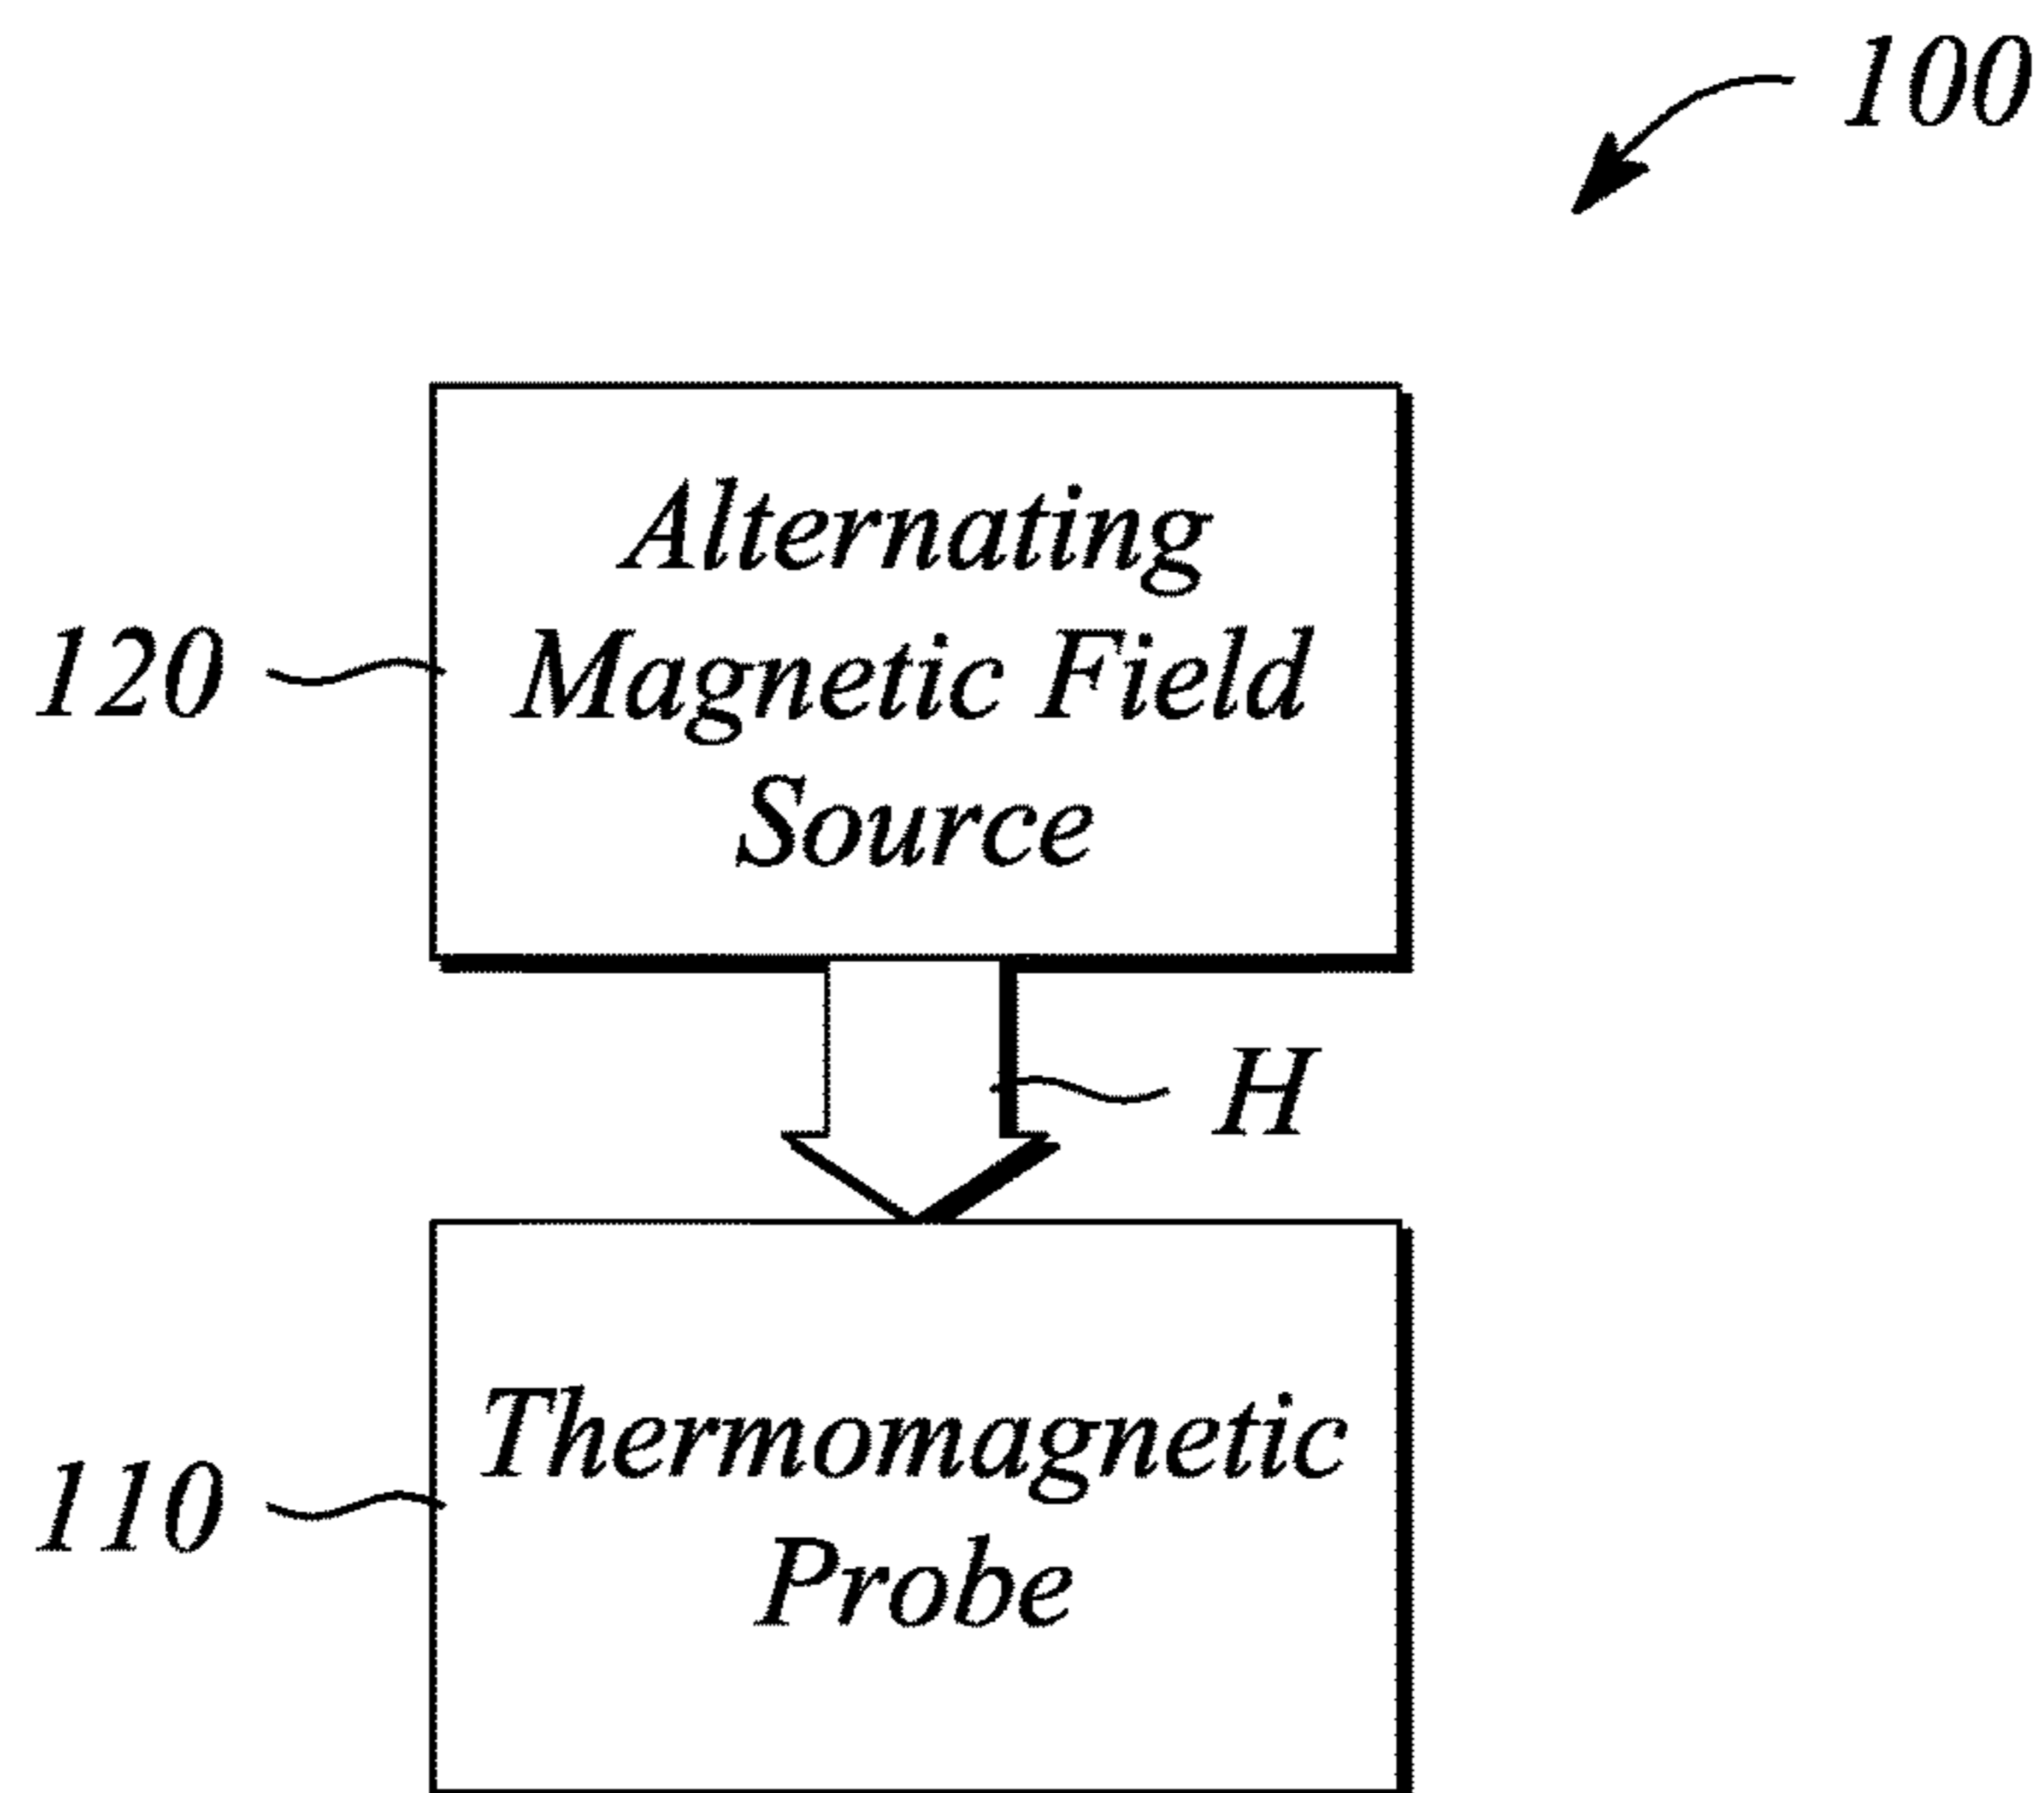 100
Alternating
120 Magnetic Field
Source
H
Thermomagnetic
110
Probe